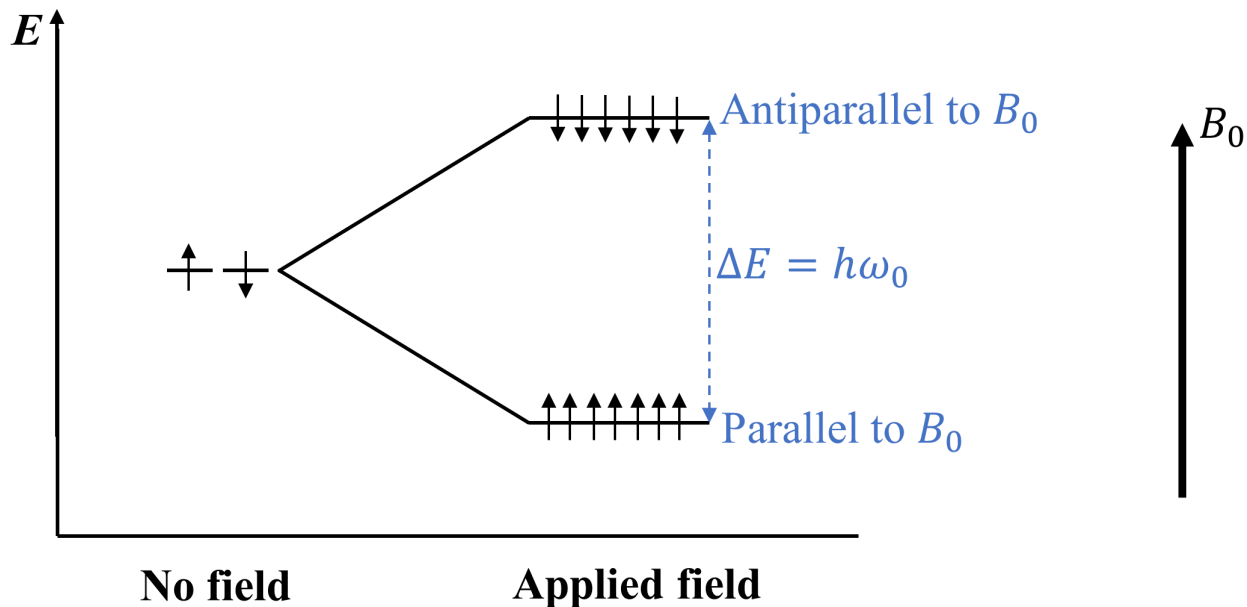 E
Antiparallel to B₀
B₀
ΔE = hω₀
Parallel to B₀
No field
Applied field